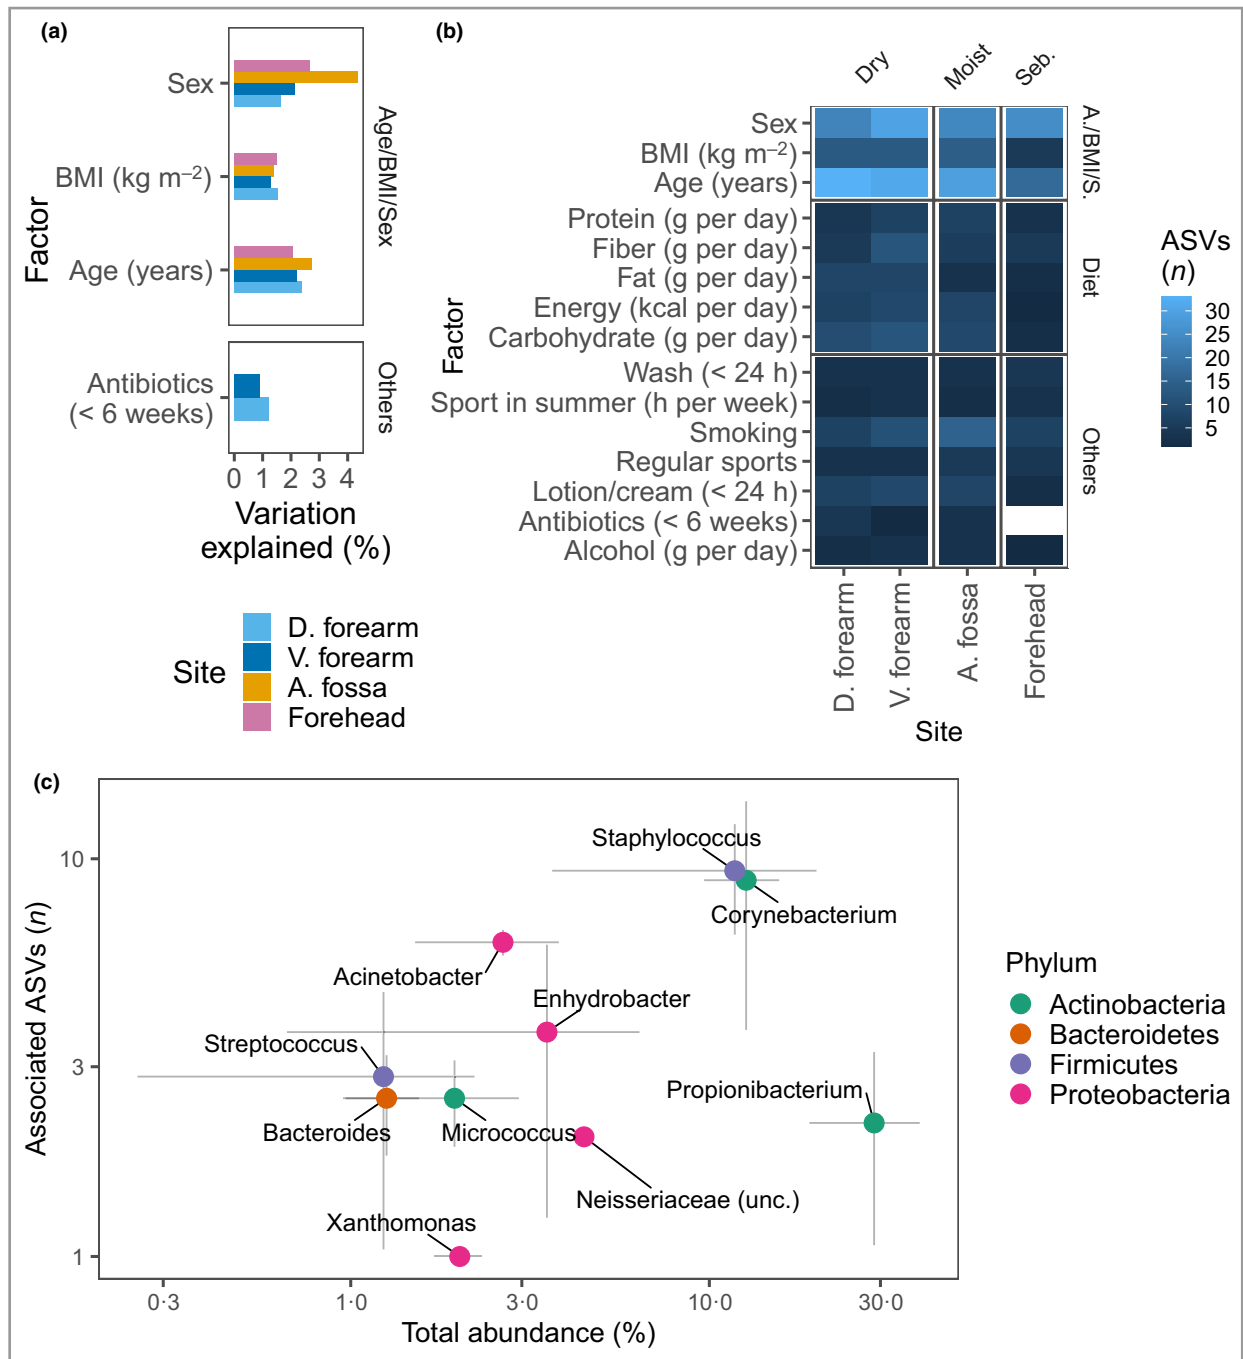 (a)
Sex
BMI (kg m–2)
Age (years)
Antibiotics
(< 6 weeks)
Factor
Age/BMI/Sex
Others
0 1 2 3 4
Variation
explained (%)
Site
D. forearm
V. forearm
A. fossa
Forehead
(b)
Dry
Moist
Seb.
Sex
BMI (kg m–2)
Age (years)
Protein (g per day)
Fiber (g per day)
Fat (g per day)
Energy (kcal per day)
Carbohydrate (g per day)
Wash (< 24 h)
Sport in summer (h per week)
Smoking
Regular sports
Lotion/cream (< 24 h)
Antibiotics (< 6 weeks)
Alcohol (g per day)
Factor
A./BMI/S.
Diet
Others
D. forearm
V. forearm
A. fossa
Forehead
Site
ASVs
(n)
30
20
15
10
5
(c)
Associated ASVs (n)
10
3
1
Staphylococcus
Corynebacterium
Acinetobacter
Enhydrobacter
Streptococcus
Propionibacterium
Bacteroides
Micrococcus
Neisseriaceae (unc.)
Xanthomonas
0·3 1·0 3·0 10·0 30·0
Total abundance (%)
Phylum
Actinobacteria
Bacteroidetes
Firmicutes
Proteobacteria